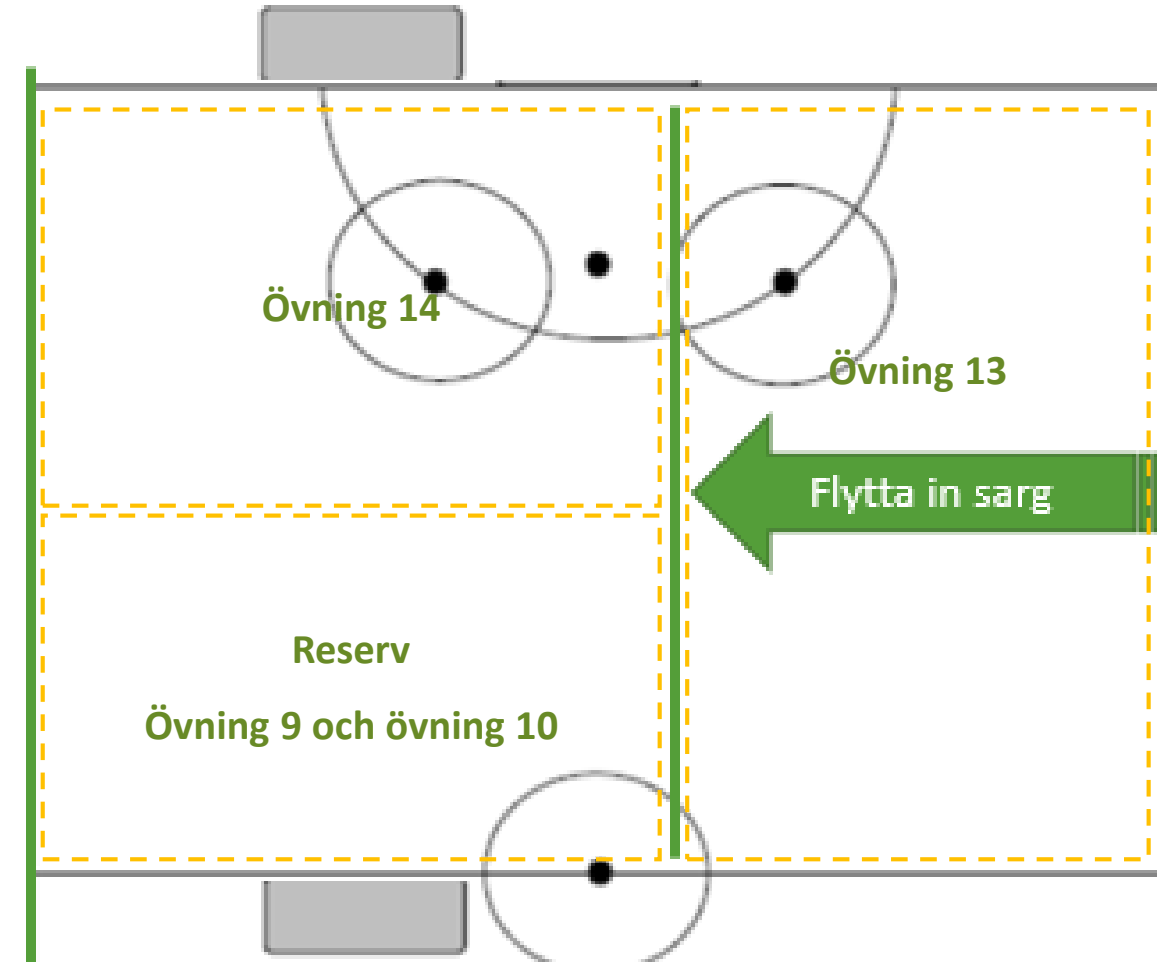 Övning 14
Övning 13
Flytta in sarg
Reserv
Övning 9 och övning 10